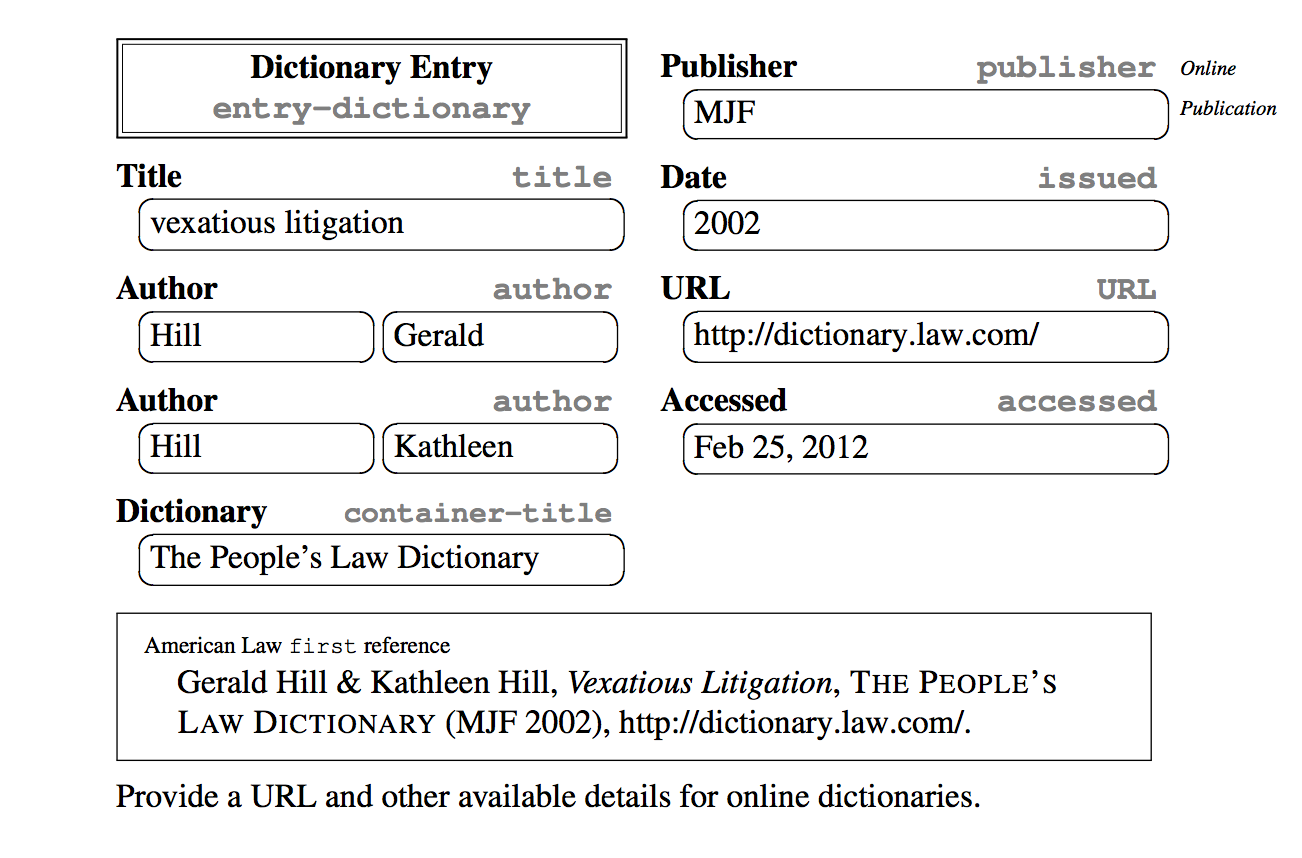 Dictionary Entry
entry-dictionary
Title title
vexatious litigation
Author author
Hill Gerald
Author author
Hill Kathleen
Dictionary container-title
The People’s Law Dictionary
Publisher publisher
MJF
Online
Publication
Date issued
2002
URL URL
http://dictionary.law.com/
Accessed accessed
Feb 25, 2012
American Law first reference
Gerald Hill & Kathleen Hill, Vexatious Litigation, THE PEOPLE’S
LAW DICTIONARY (MJF 2002), http://dictionary.law.com/.
Provide a URL and other available details for online dictionaries.